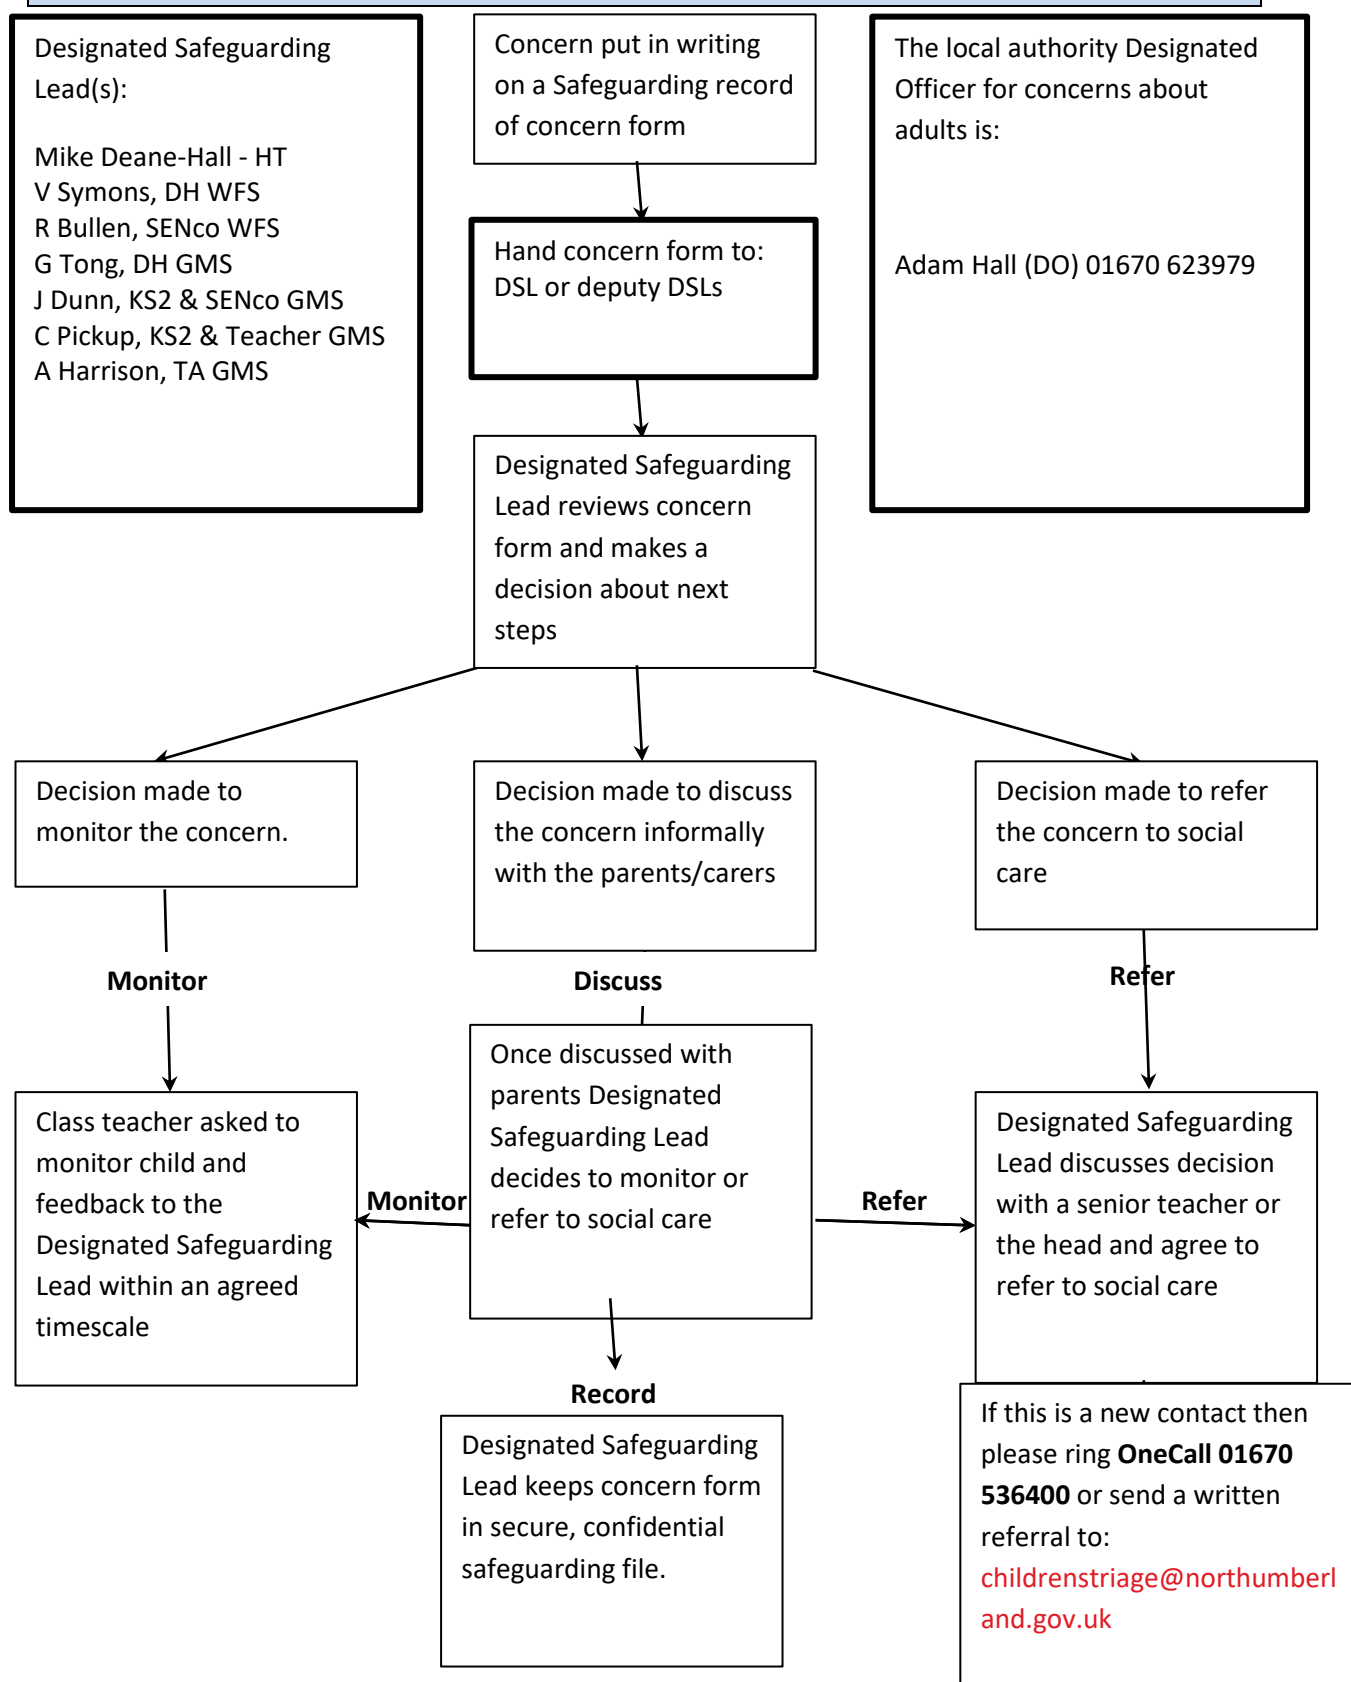 Designated Safeguarding
Lead(s):
Mike Deane-Hall - HT
V Symons, DH WFS
R Bullen, SENco WFS
G Tong, DH GMS
J Dunn, KS2 & SENco GMS
C Pickup, KS2 & Teacher GMS
A Harrison, TA GMS
Concern put in writing
on a Safeguarding record
of concern form
The local authority Designated
Officer for concerns about
adults is:
Adam Hall (DO) 01670 623979
Hand concern form to:
DSL or deputy DSLs
Designated Safeguarding
Lead reviews concern
form and makes a
decision about next
steps
Decision made to
monitor the concern.
Decision made to discuss
the concern informally
with the parents/carers
Decision made to refer
the concern to social
care
Monitor
Discuss
Refer
Class teacher asked to
monitor child and
feedback to the
Designated Safeguarding
Lead within an agreed
timescale
Monitor
Once discussed with
parents Designated
Safeguarding Lead
decides to monitor or
refer to social care
Refer
Designated Safeguarding
Lead discusses decision
with a senior teacher or
the head and agree to
refer to social care
Record
Designated Safeguarding
Lead keeps concern form
in secure, confidential
safeguarding file.
If this is a new contact then
please ring OneCall 01670
536400 or send a written
referral to:
childrenstriage@northumberl
and.gov.uk